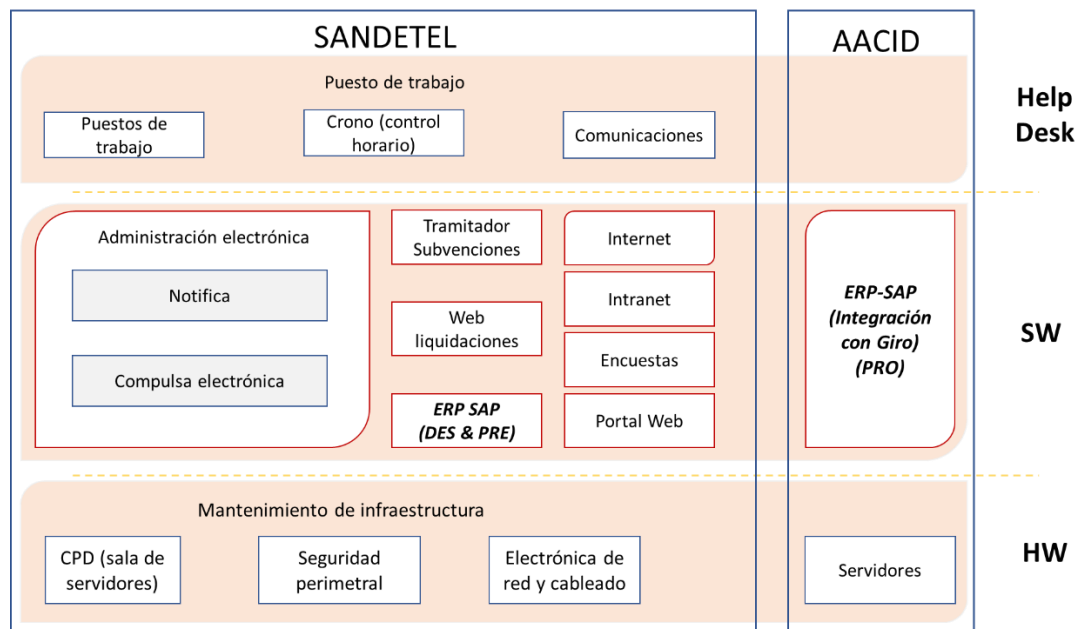 SANDETEL
AACID
Puesto de trabajo
Puestos de
trabajo
Crono (control
horario)
Comunicaciones
Help
Desk
Administración electrónica
Notifica
Compulsa electrónica
Tramitador
Subvenciones
Web
liquidaciones
ERP SAP
(DES & PRE)
Internet
Intranet
Encuestas
Portal Web
ERP-SAP
(Integración
con Giro)
(PRO)
SW
Mantenimiento de infraestructura
CPD (sala de
servidores)
Seguridad
perimetral
Electrónica de
red y cableado
Servidores
HW